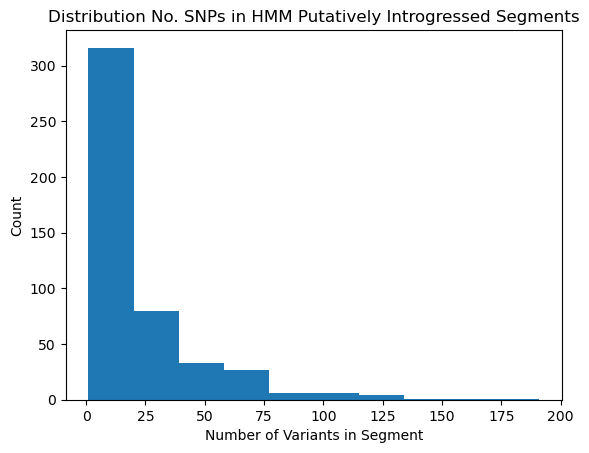 Distribution No. SNPs in HMM Putatively Introgressed Segments
300
250
200
150
100
50
0
Count
0 25 50 75 100 125 150 175 200
Number of Variants in Segment